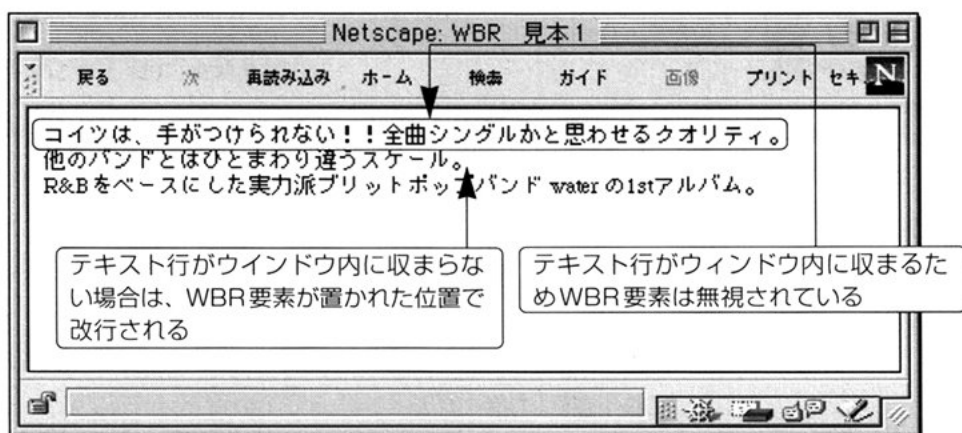 Netscape: WBR 見本1
戻る 次 再読み込み ホーム 検索 ガイド 画像 プリント セキ N
コイツは、手がつけられない！！全曲シングルかと思わせるクオリティ。
他のバンドとはひとまわり違うスケール。
R&Bをベースにした実力派ブリットポップバンド waterの1stアルバム。
テキスト行がウインドウ内に収まらな
い場合は、WBR要素が置かれた位置で
改行される
テキスト行がウィンドウ内に収まるた
めWBR要素は無視されている